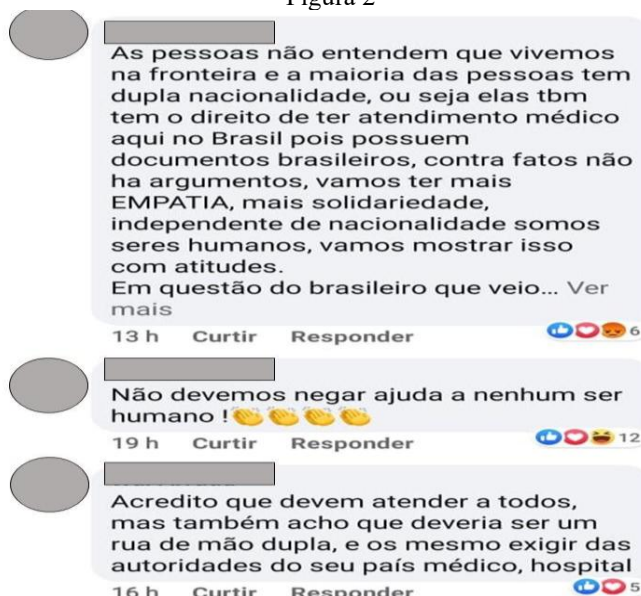 Figura 2
As pessoas não entendem que vivemos
na fronteira e a maioria das pessoas tem
dupla nacionalidade, ou seja elas tbm
tem o direito de ter atendimento médico
aqui no Brasil pois possuem
documentos brasileiros, contra fatos não
ha argumentos, vamos ter mais
EMPATIA, mais solidariedade,
independente de nacionalidade somos
seres humanos, vamos mostrar isso
com atitudes.
Em questão do brasileiro que veio... Ver
mais
13 h Curtir Responder 6
Não devemos negar ajuda a nenhum ser
humano !👏👏👏👏
19 h Curtir Responder 12
Acredito que devem atender a todos,
mas também acho que deveria ser um
rua de mão dupla, e os mesmo exigir das
autoridades do seu país médico, hospital
16 h Curtir Responder 5